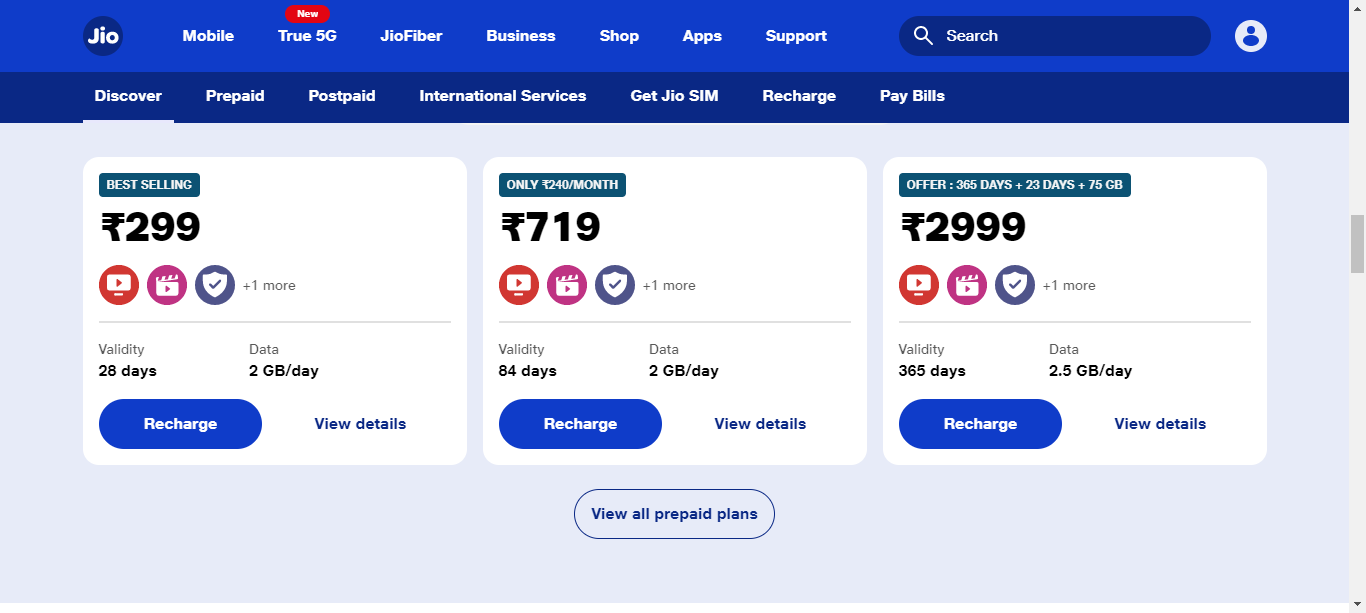 New
Jio Mobile True 5G JioFiber Business Shop Apps Support Search
Discover Prepaid Postpaid International Services Get Jio SIM Recharge Pay Bills
BEST SELLING
₹299
+1 more
Validity Data
28 days 2 GB/day
Recharge View details
ONLY ₹240/MONTH
₹719
+1 more
Validity Data
84 days 2 GB/day
Recharge View details
OFFER : 365 DAYS + 23 DAYS + 75 GB
₹2999
+1 more
Validity Data
365 days 2.5 GB/day
Recharge View details
View all prepaid plans